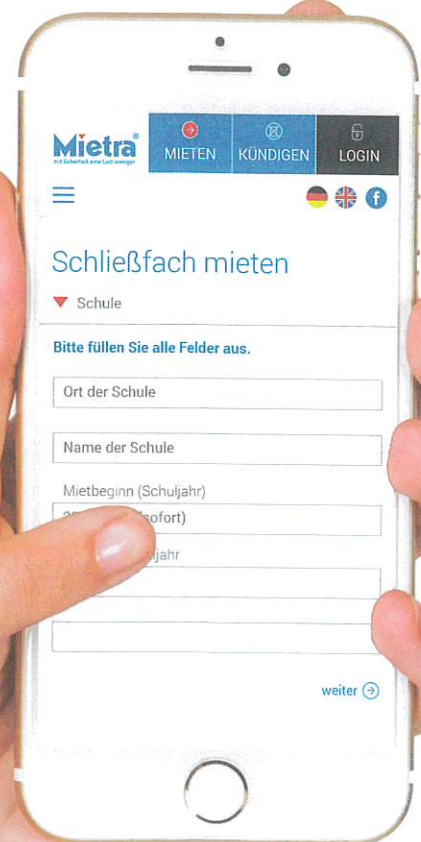 Mietra®
mit Sicherheit eine Last weniger
MIETEN
KÜNDIGEN
LOGIN
Schließfach mieten
Schule
Bitte füllen Sie alle Felder aus.
Ort der Schule
Name der Schule
Mietbeginn (Schuljahr)
(sofort)
weiter